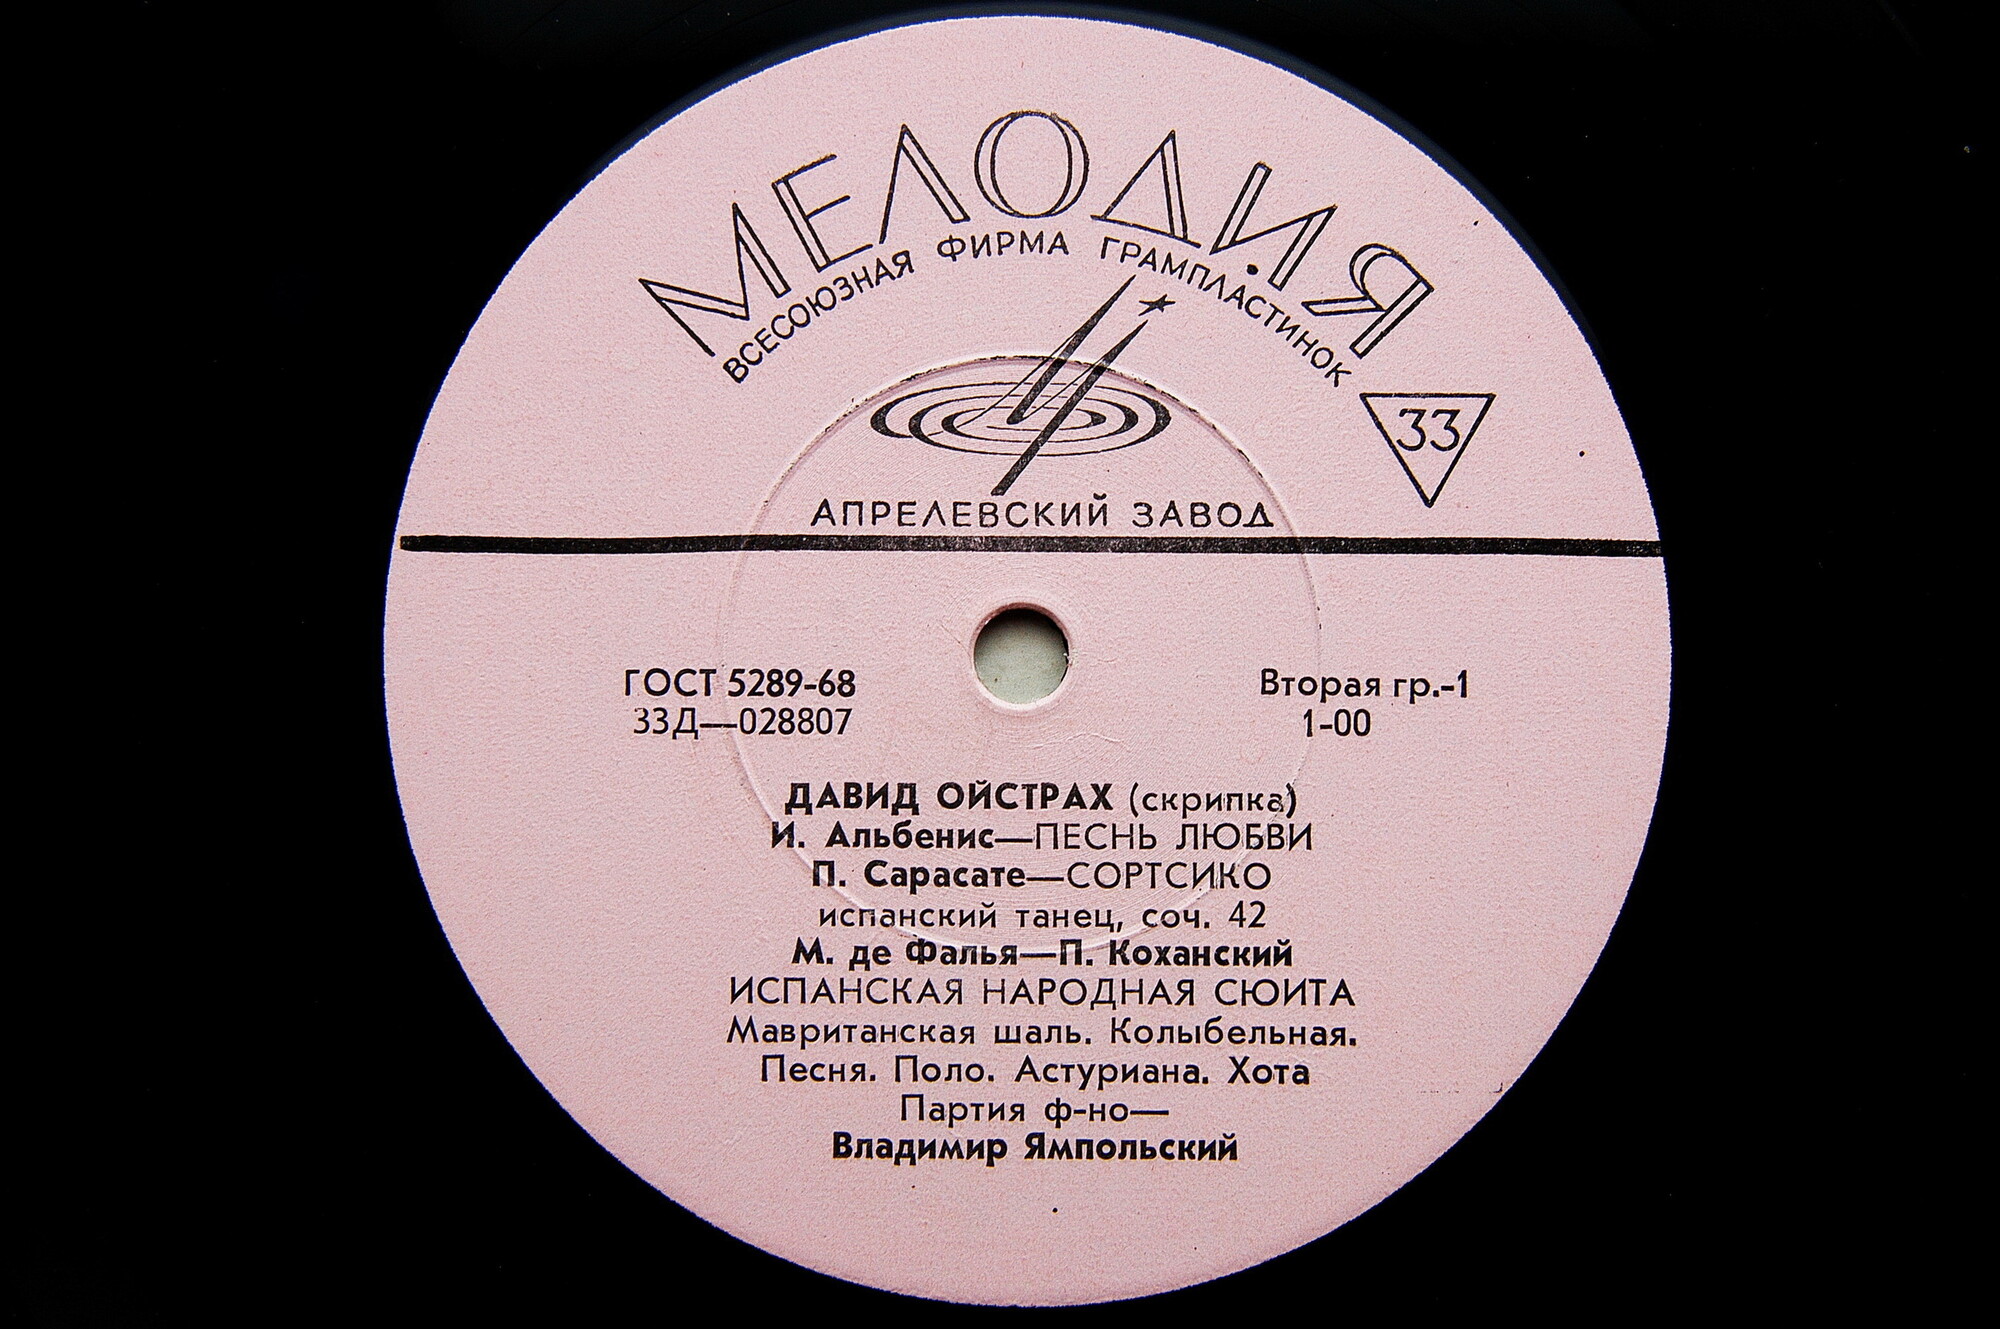 МЕЛОДИЯ
ВСЕСОЮЗНАЯ ФИРМА ГРАМПЛАСТИНОК
33
АПРЕЛЕВСКИЙ ЗАВОД
ГОСТ 5289-68
33Д—028807
Вторая гр.-1
1-00
ДАВИД ОЙСТРАХ (скрипка)
И. Альбенис—ПЕСНЬ ЛЮБВИ
П. Сарасате—СОРТСИКО
испанский танец, соч. 42
М. де Фалья—П. Коханский
ИСПАНСКАЯ НАРОДНАЯ СЮИТА
Мавританская шаль. Колыбельная.
Песня. Поло. Астуриана. Хота
Партия ф-но—
Владимир Ямпольский